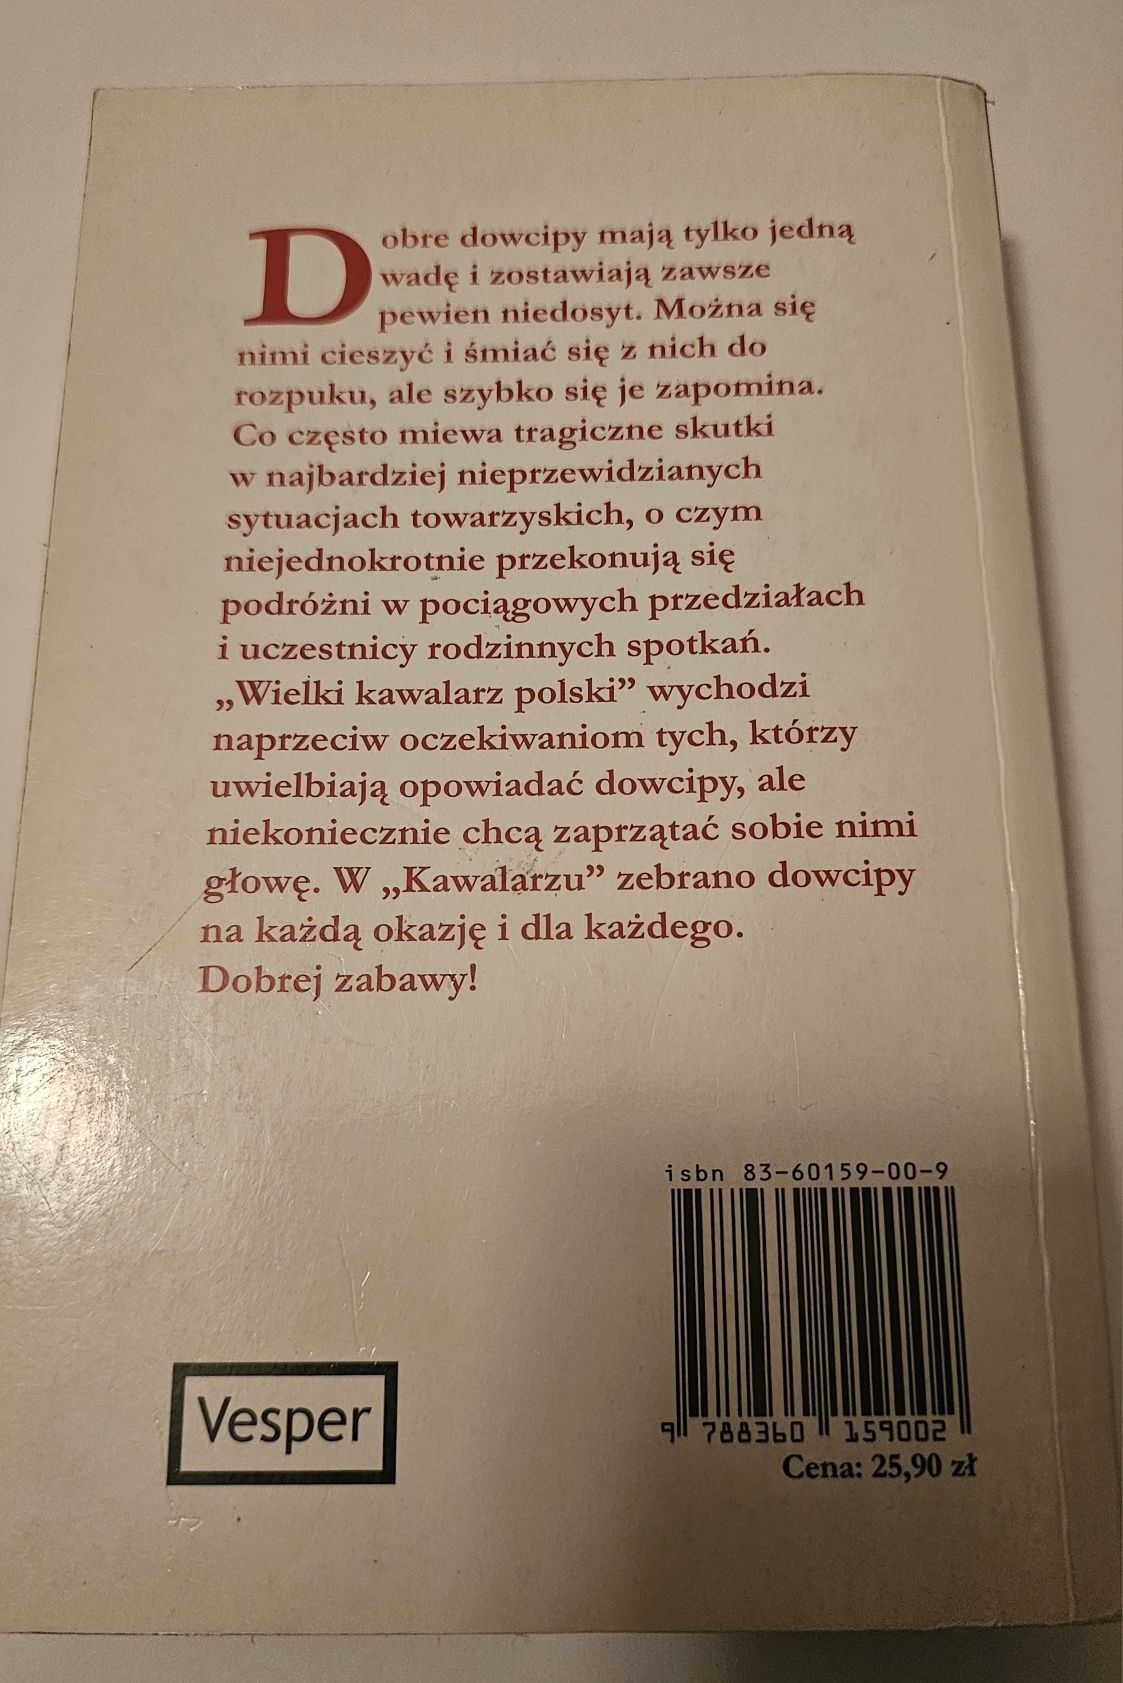 Dobre dowcipy mają tylko jedną
wadę i zostawiają zawsze
pewien niedosyt. Można się
nimi cieszyć i śmiać się z nich do
rozpuku, ale szybko się je zapomina.
Co często miewa tragiczne skutki
w najbardziej nieprzewidzianych
sytuacjach towarzyskich, o czym
niejednokrotnie przekonują się
podróżni w pociągowych przedziałach
i uczestnicy rodzinnych spotkań.
„Wielki kawalarz polski” wychodzi
naprzeciw oczekiwaniom tych, którzy
uwielbiają opowiadać dowcipy, ale
niekoniecznie chcą zaprzątać sobie nimi
głowę. W „Kawalarzu” zebrano dowcipy
na każdą okazję i dla każdego.
Dobrej zabawy!
isbn 83-60159-00-9
9 788360 159002
Cena: 25,90 zł
Vesper